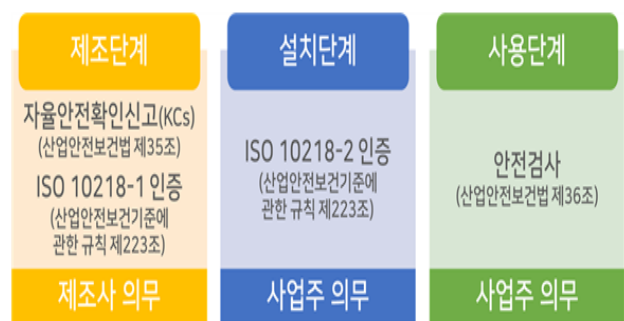 제조단계
자율안전확인신고(KCs)
(산업안전보건법 제35조)
ISO 10218-1 인증
(산업안전보건기준에
관한 규칙 제223조)
제조사 의무
설치단계
ISO 10218-2 인증
(산업안전보건기준에
관한 규칙 제223조)
사업주 의무
사용단계
안전검사
(산업안전보건법 제36조)
사업주 의무